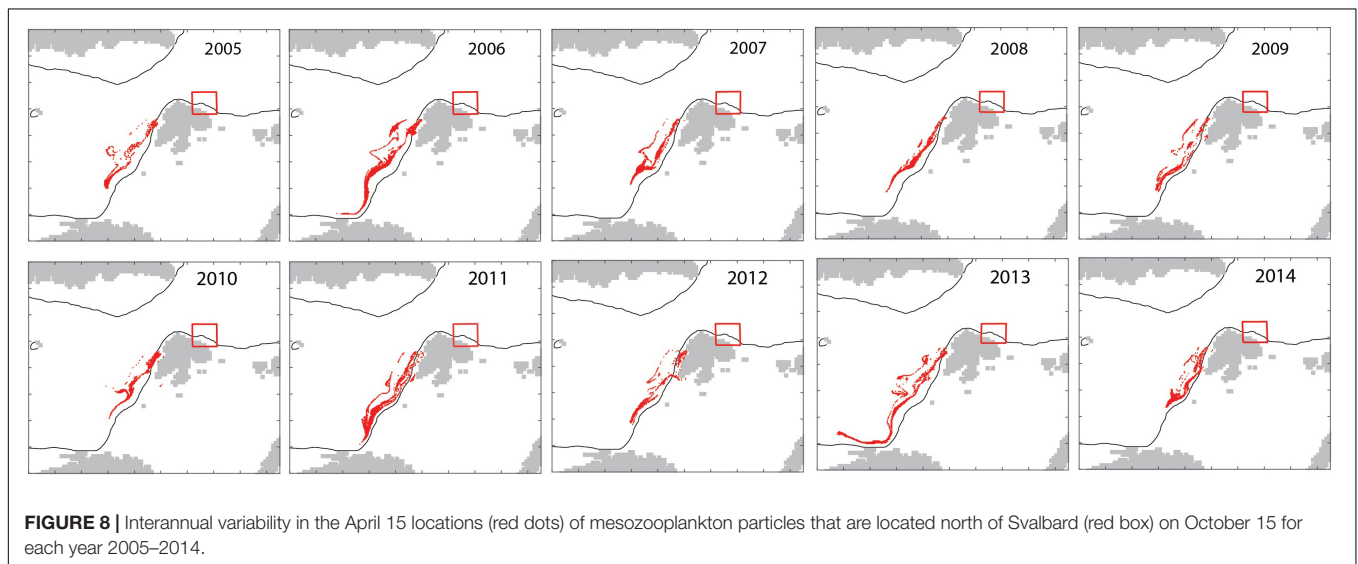 2005 2006 2007 2008 2009
2010 2011 2012 2013 2014
FIGURE 8 | Interannual variability in the April 15 locations (red dots) of mesozooplankton particles that are located north of Svalbard (red box) on October 15 for
each year 2005–2014.